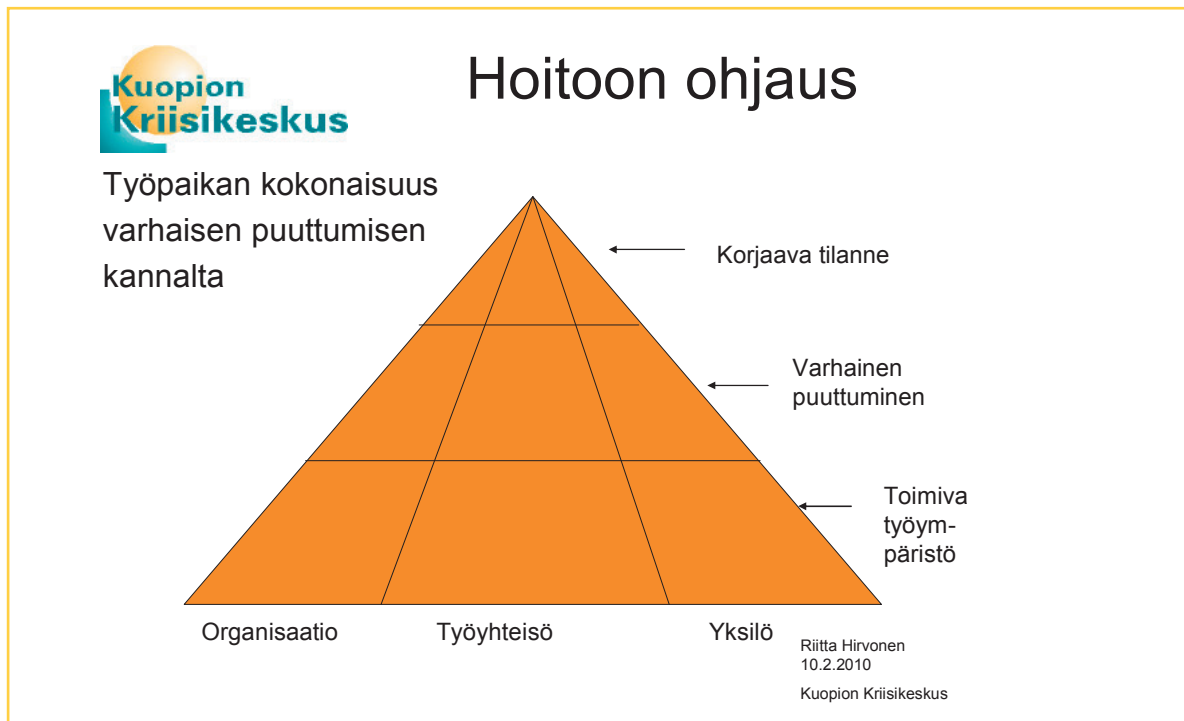 Kuopion
Kriisikeskus
Hoitoon ohjaus
Työpaikan kokonaisuus
varhaisen puuttumisen
kannalta
Korjaava tilanne
Varhainen
puuttuminen
Toimiva
työym-
päristö
Organisaatio
Työyhteisö
Yksilö
Riitta Hirvonen
10.2.2010
Kuopion Kriisikeskus